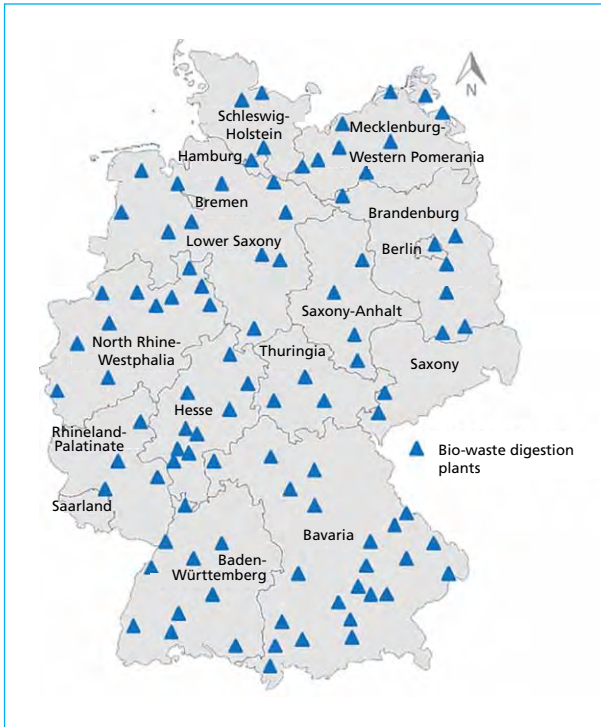 N
Schleswig-
Holstein
Mecklenburg-
Western Pomerania
Hamburg
Bremen
Brandenburg
Lower Saxony
Berlin
Saxony-Anhalt
North Rhine-
Westphalia
Thuringia
Saxony
Hesse
Rhineland-
Palatinate
Bio-waste digestion
plants
Saarland
Bavaria
Baden-
Württemberg